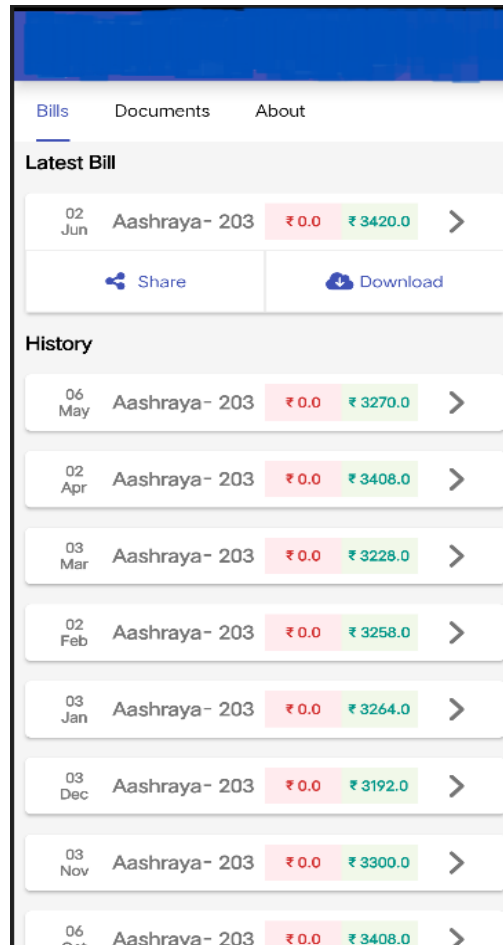 Bills Documents About
Latest Bill
02 Jun Aashraya- 203 ₹ 0.0 ₹ 3420.0
Share Download
History
06 May Aashraya- 203 ₹ 0.0 ₹ 3270.0
02 Apr Aashraya- 203 ₹ 0.0 ₹ 3408.0
03 Mar Aashraya- 203 ₹ 0.0 ₹ 3228.0
02 Feb Aashraya- 203 ₹ 0.0 ₹ 3258.0
03 Jan Aashraya- 203 ₹ 0.0 ₹ 3264.0
03 Dec Aashraya- 203 ₹ 0.0 ₹ 3192.0
03 Nov Aashraya- 203 ₹ 0.0 ₹ 3300.0
06 Aashraya- 203 ₹ 0.0 ₹ 3408.0